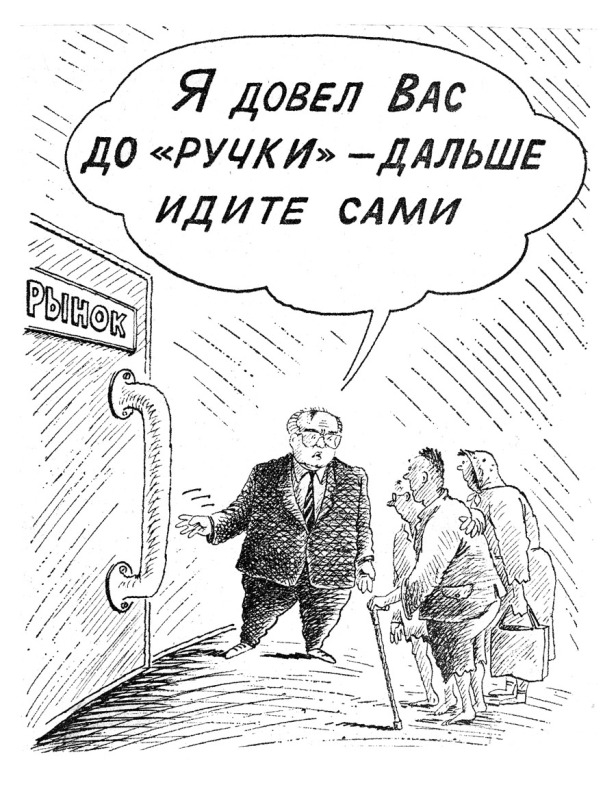 Я ДОВЕЛ ВАС
ДО «РУЧКИ» – ДАЛЬШЕ
ИДИТЕ САМИ
РЫНОК